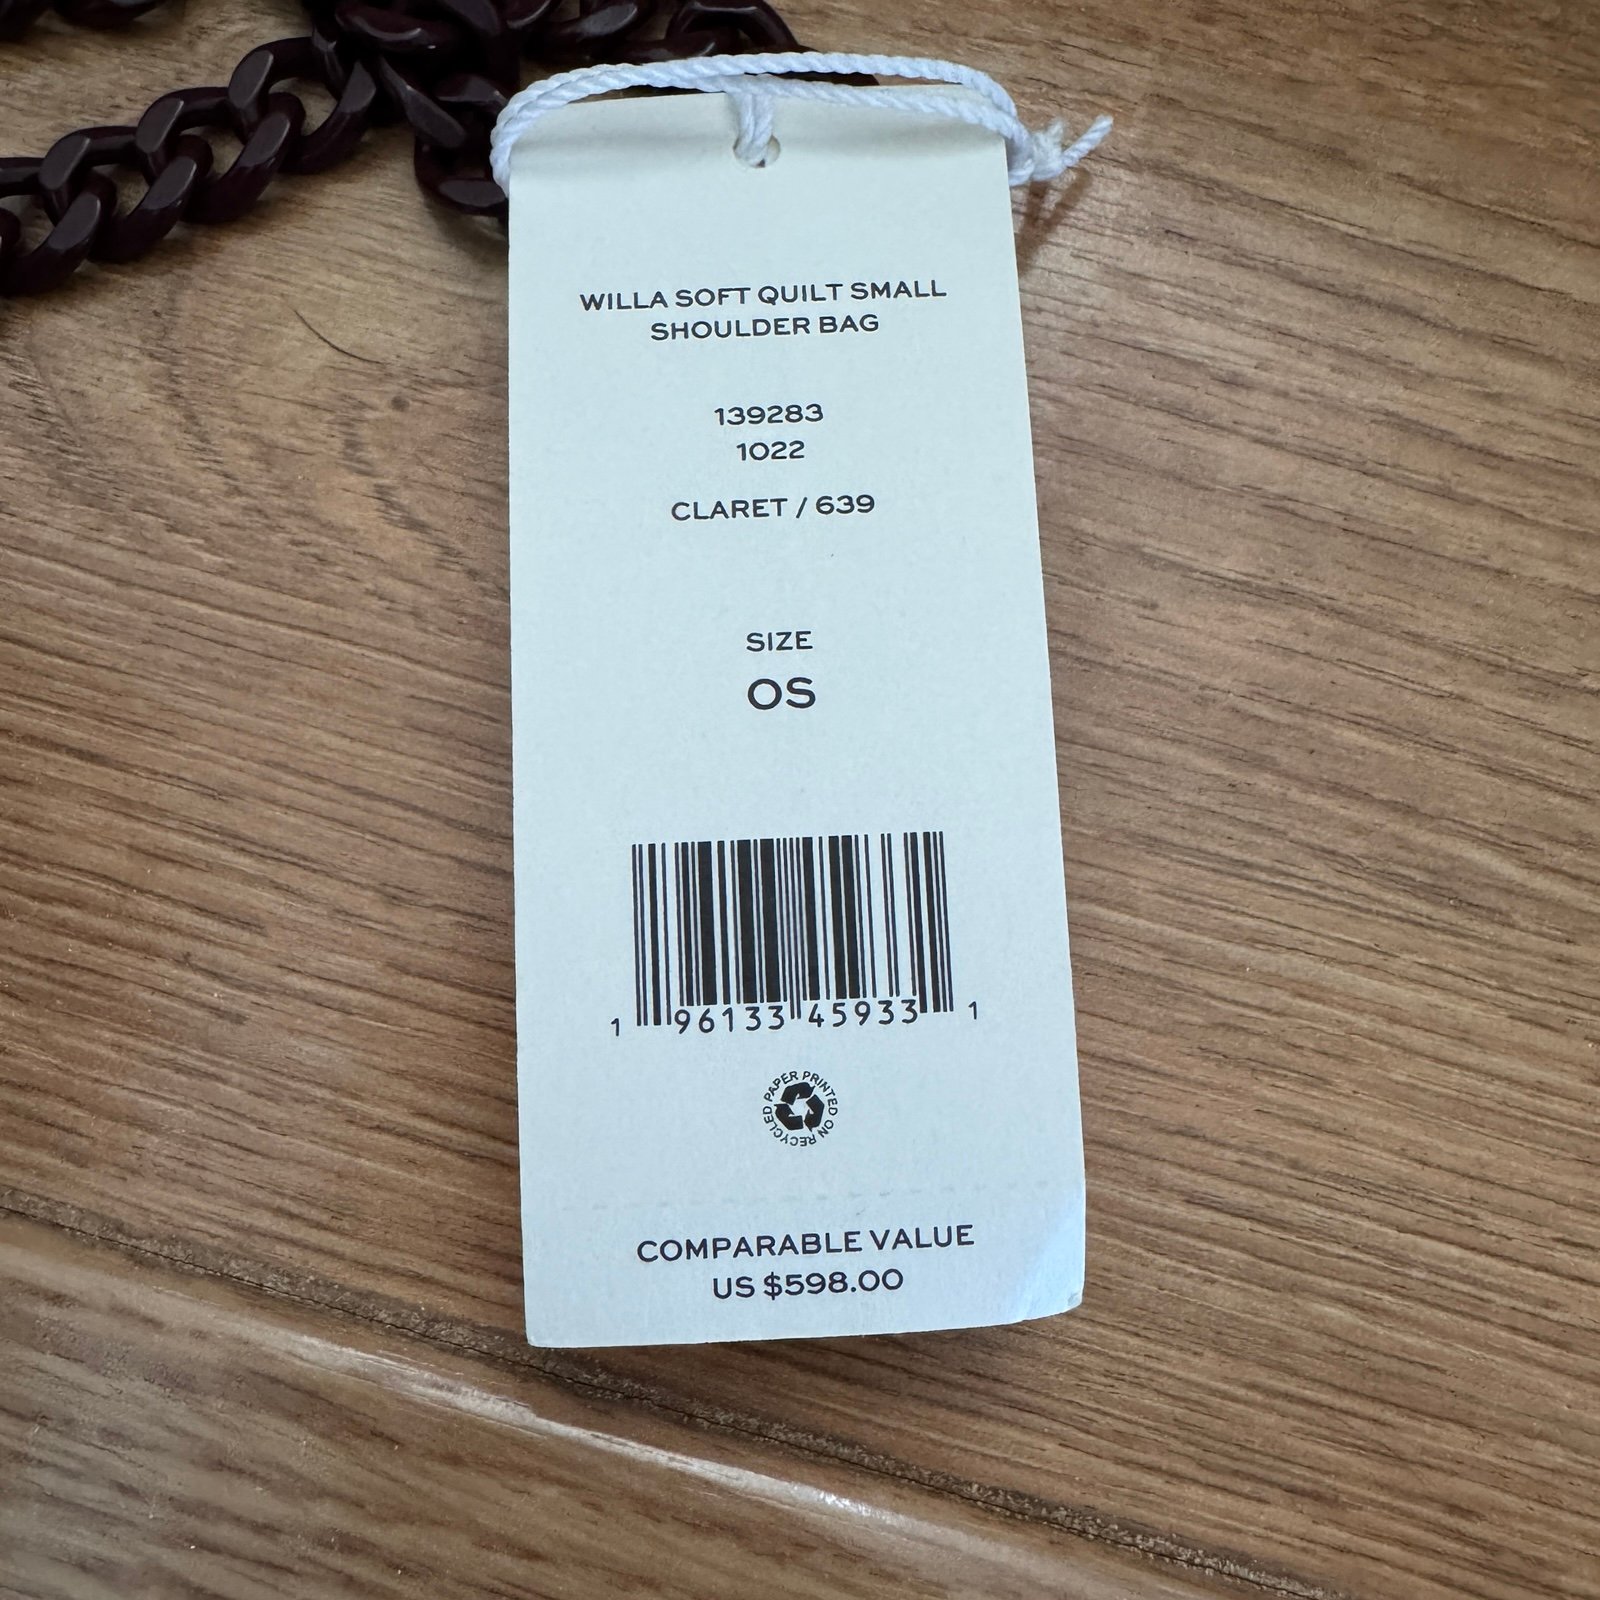 WILLA SOFT QUILT SMALL
SHOULDER BAG
139283
1022
CLARET / 639
SIZE
OS
1 96133 45933 1
PRINTED ON RECYCLED PAPER
COMPARABLE VALUE
US $598.00